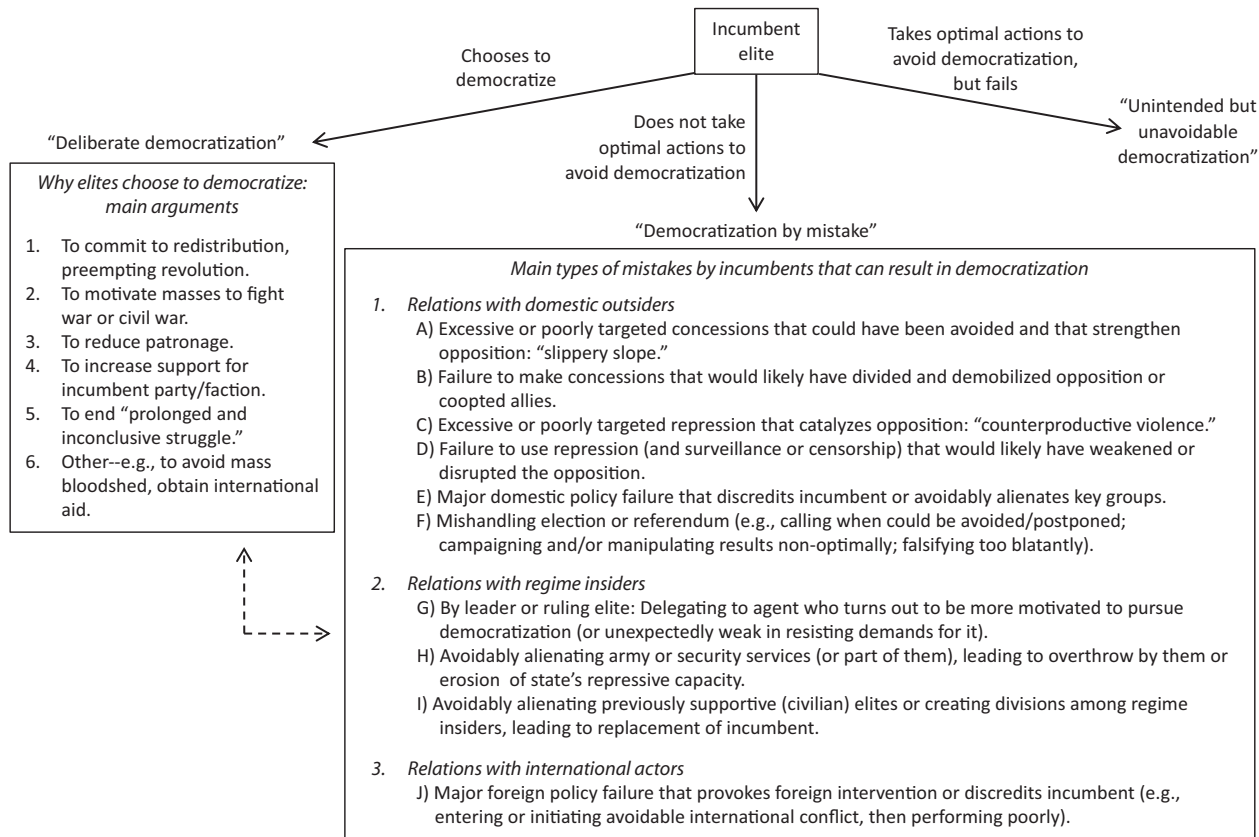 Incumbent
elite
Chooses to
democratize
Takes optimal actions to
avoid democratization,
but fails
Does not take
optimal actions to
avoid democratization
“Deliberate democratization”
“Unintended but
unavoidable
democratization”
Why elites choose to democratize:
main arguments
1. To commit to redistribution,
preempting revolution.
2. To motivate masses to fight
war or civil war.
3. To reduce patronage.
4. To increase support for
incumbent party/faction.
5. To end “prolonged and
inconclusive struggle.”
6. Other--e.g., to avoid mass
bloodshed, obtain international
aid.
“Democratization by mistake”
Main types of mistakes by incumbents that can result in democratization
1. Relations with domestic outsiders
A) Excessive or poorly targeted concessions that could have been avoided and that strengthen
opposition: “slippery slope.”
B) Failure to make concessions that would likely have divided and demobilized opposition or
coopted allies.
C) Excessive or poorly targeted repression that catalyzes opposition: “counterproductive violence.”
D) Failure to use repression (and surveillance or censorship) that would likely have weakened or
disrupted the opposition.
E) Major domestic policy failure that discredits incumbent or avoidably alienates key groups.
F) Mishandling election or referendum (e.g., calling when could be avoided/postponed;
campaigning and/or manipulating results non-optimally; falsifying too blatantly).
2. Relations with regime insiders
G) By leader or ruling elite: Delegating to agent who turns out to be more motivated to pursue
democratization (or unexpectedly weak in resisting demands for it).
H) Avoidably alienating army or security services (or part of them), leading to overthrow by them or
erosion of state’s repressive capacity.
I) Avoidably alienating previously supportive (civilian) elites or creating divisions among regime
insiders, leading to replacement of incumbent.
3. Relations with international actors
J) Major foreign policy failure that provokes foreign intervention or discredits incumbent (e.g.,
entering or initiating avoidable international conflict, then performing poorly).